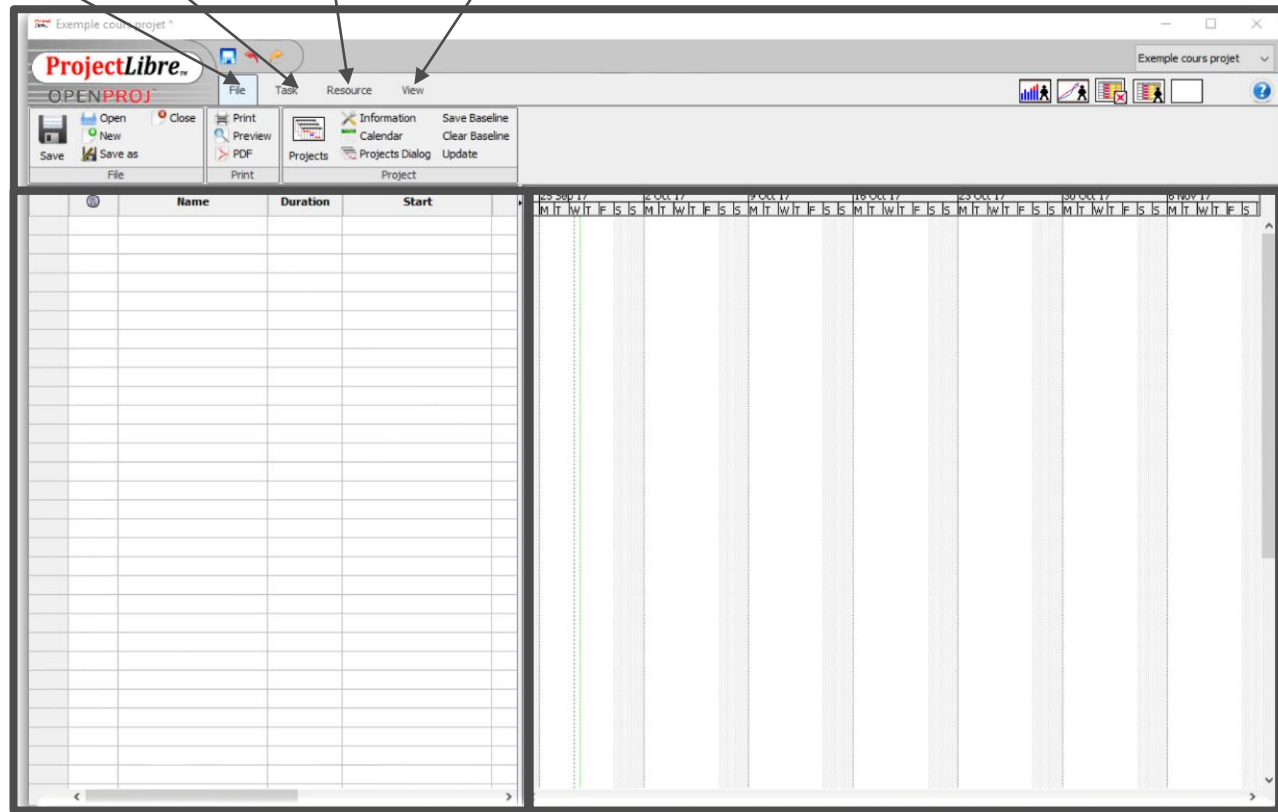 Exemple cours projet *
ProjectLibre™
OPENPROJ
Exemple cours projet
File Task Resource View
Save
Open
New
Save as
Close
File
Print
Preview
PDF
Print
Projects
Information
Calendar
Projects Dialog
Save Baseline
Clear Baseline
Update
Project
Name Duration Start
25 Sep 17 2 Oct 17 9 Oct 17 16 Oct 17 23 Oct 17 30 Oct 17 6 Nov 17
M T W T F S S M T W T F S S M T W T F S S M T W T F S S M T W T F S S M T W T F S S M T W T F S